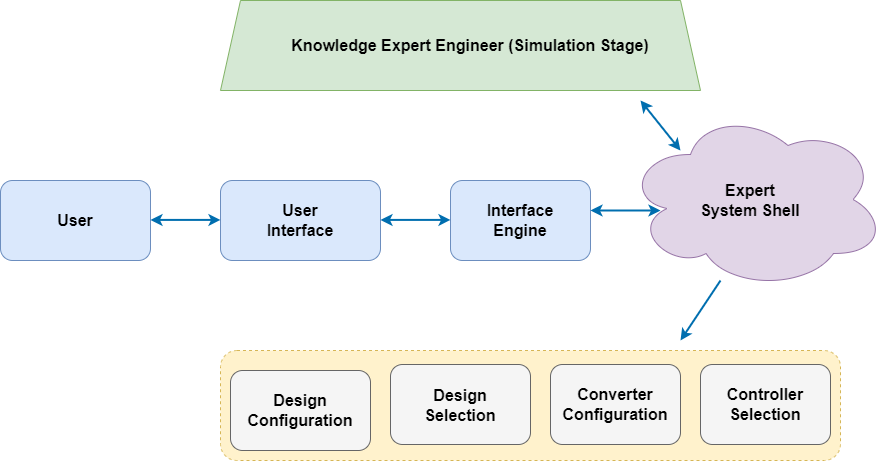 Knowledge Expert Engineer (Simulation Stage)
User
User
Interface
Interface
Engine
Expert
System Shell
Design
Configuration
Design
Selection
Converter
Configuration
Controller
Selection